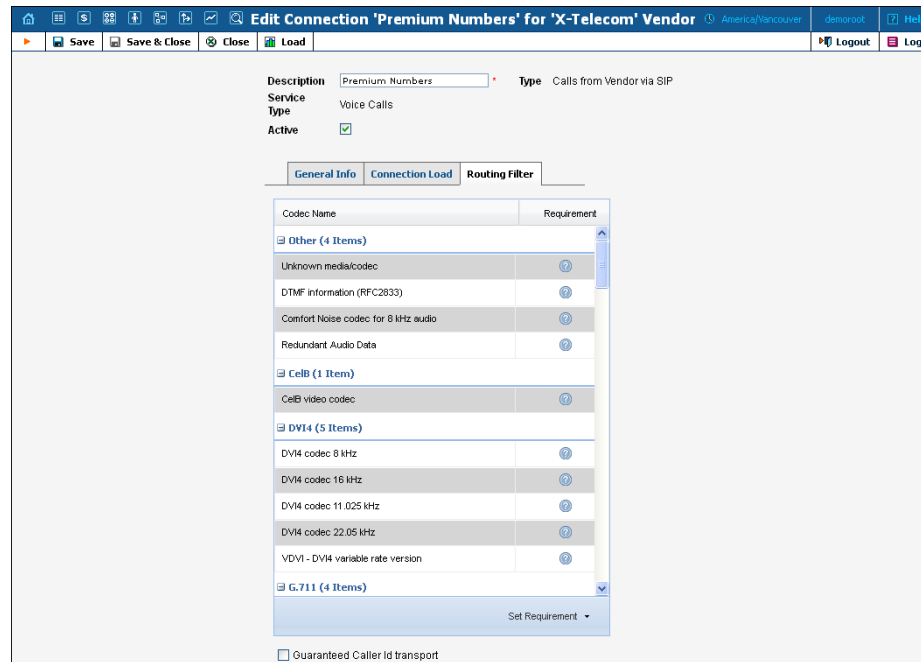 Edit Connection 'Premium Numbers' for 'X-Telecom' Vendor America/Vancouver demoroot ? Hel
Save Save & Close Close Load Logout Log
Description Premium Numbers * Type Calls from Vendor via SIP
Service Type Voice Calls
Active
General Info Connection Load Routing Filter
Codec Name Requirement
Other (4 Items)
Unknown media/codec ?
DTMF information (RFC2833) ?
Comfort Noise codec for 8 kHz audio ?
Redundant Audio Data ?
CelB (1 Item)
CelB video codec ?
DVI4 (5 Items)
DVI4 codec 8 kHz ?
DVI4 codec 16 kHz ?
DVI4 codec 11.025 kHz ?
DVI4 codec 22.05 kHz ?
VDVI - DVI4 variable rate version ?
G.711 (4 Items)
Set Requirement
Guaranteed Caller Id transport